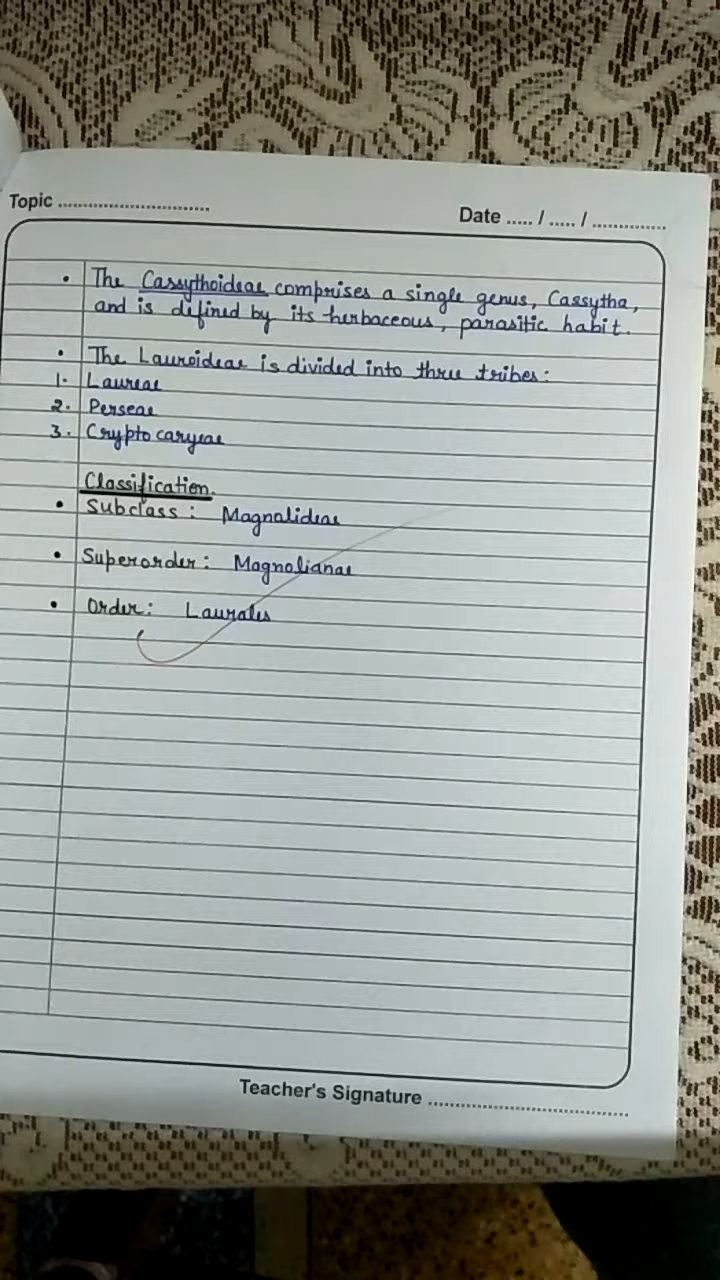 Topic ............................
Date ..... / ..... / ..............
• The Cassythoideae comprises a single genus, Cassytha,
and is defined by its herbaceous, parasitic habit.
• The Lauroideae is divided into three tribes:
1. Laureae
2. Perseae
3. Cryptocaryeae
Classification.
• Subclass: Magnolideae
• Superorder: Magnolianae
• Order: Laurales
Teacher's Signature ......................................